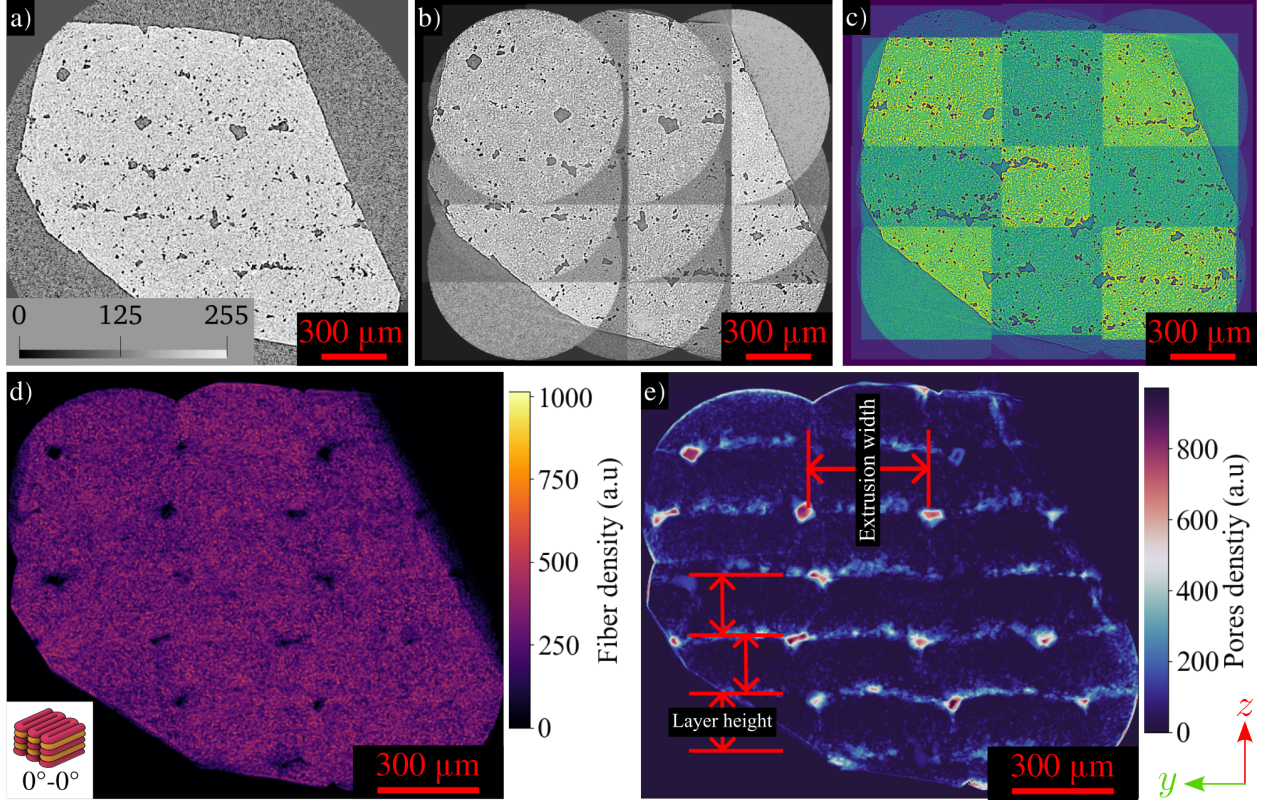 a)
0 125 255
300 µm
b)
300 µm
c)
300 µm
d)
1000
750
500
250
0
Fiber density (a.u)
0°-0°
300 µm
e)
Extrusion width
Layer height
300 µm
800
600
400
200
0
Pores denstiy (a.u)
z
y